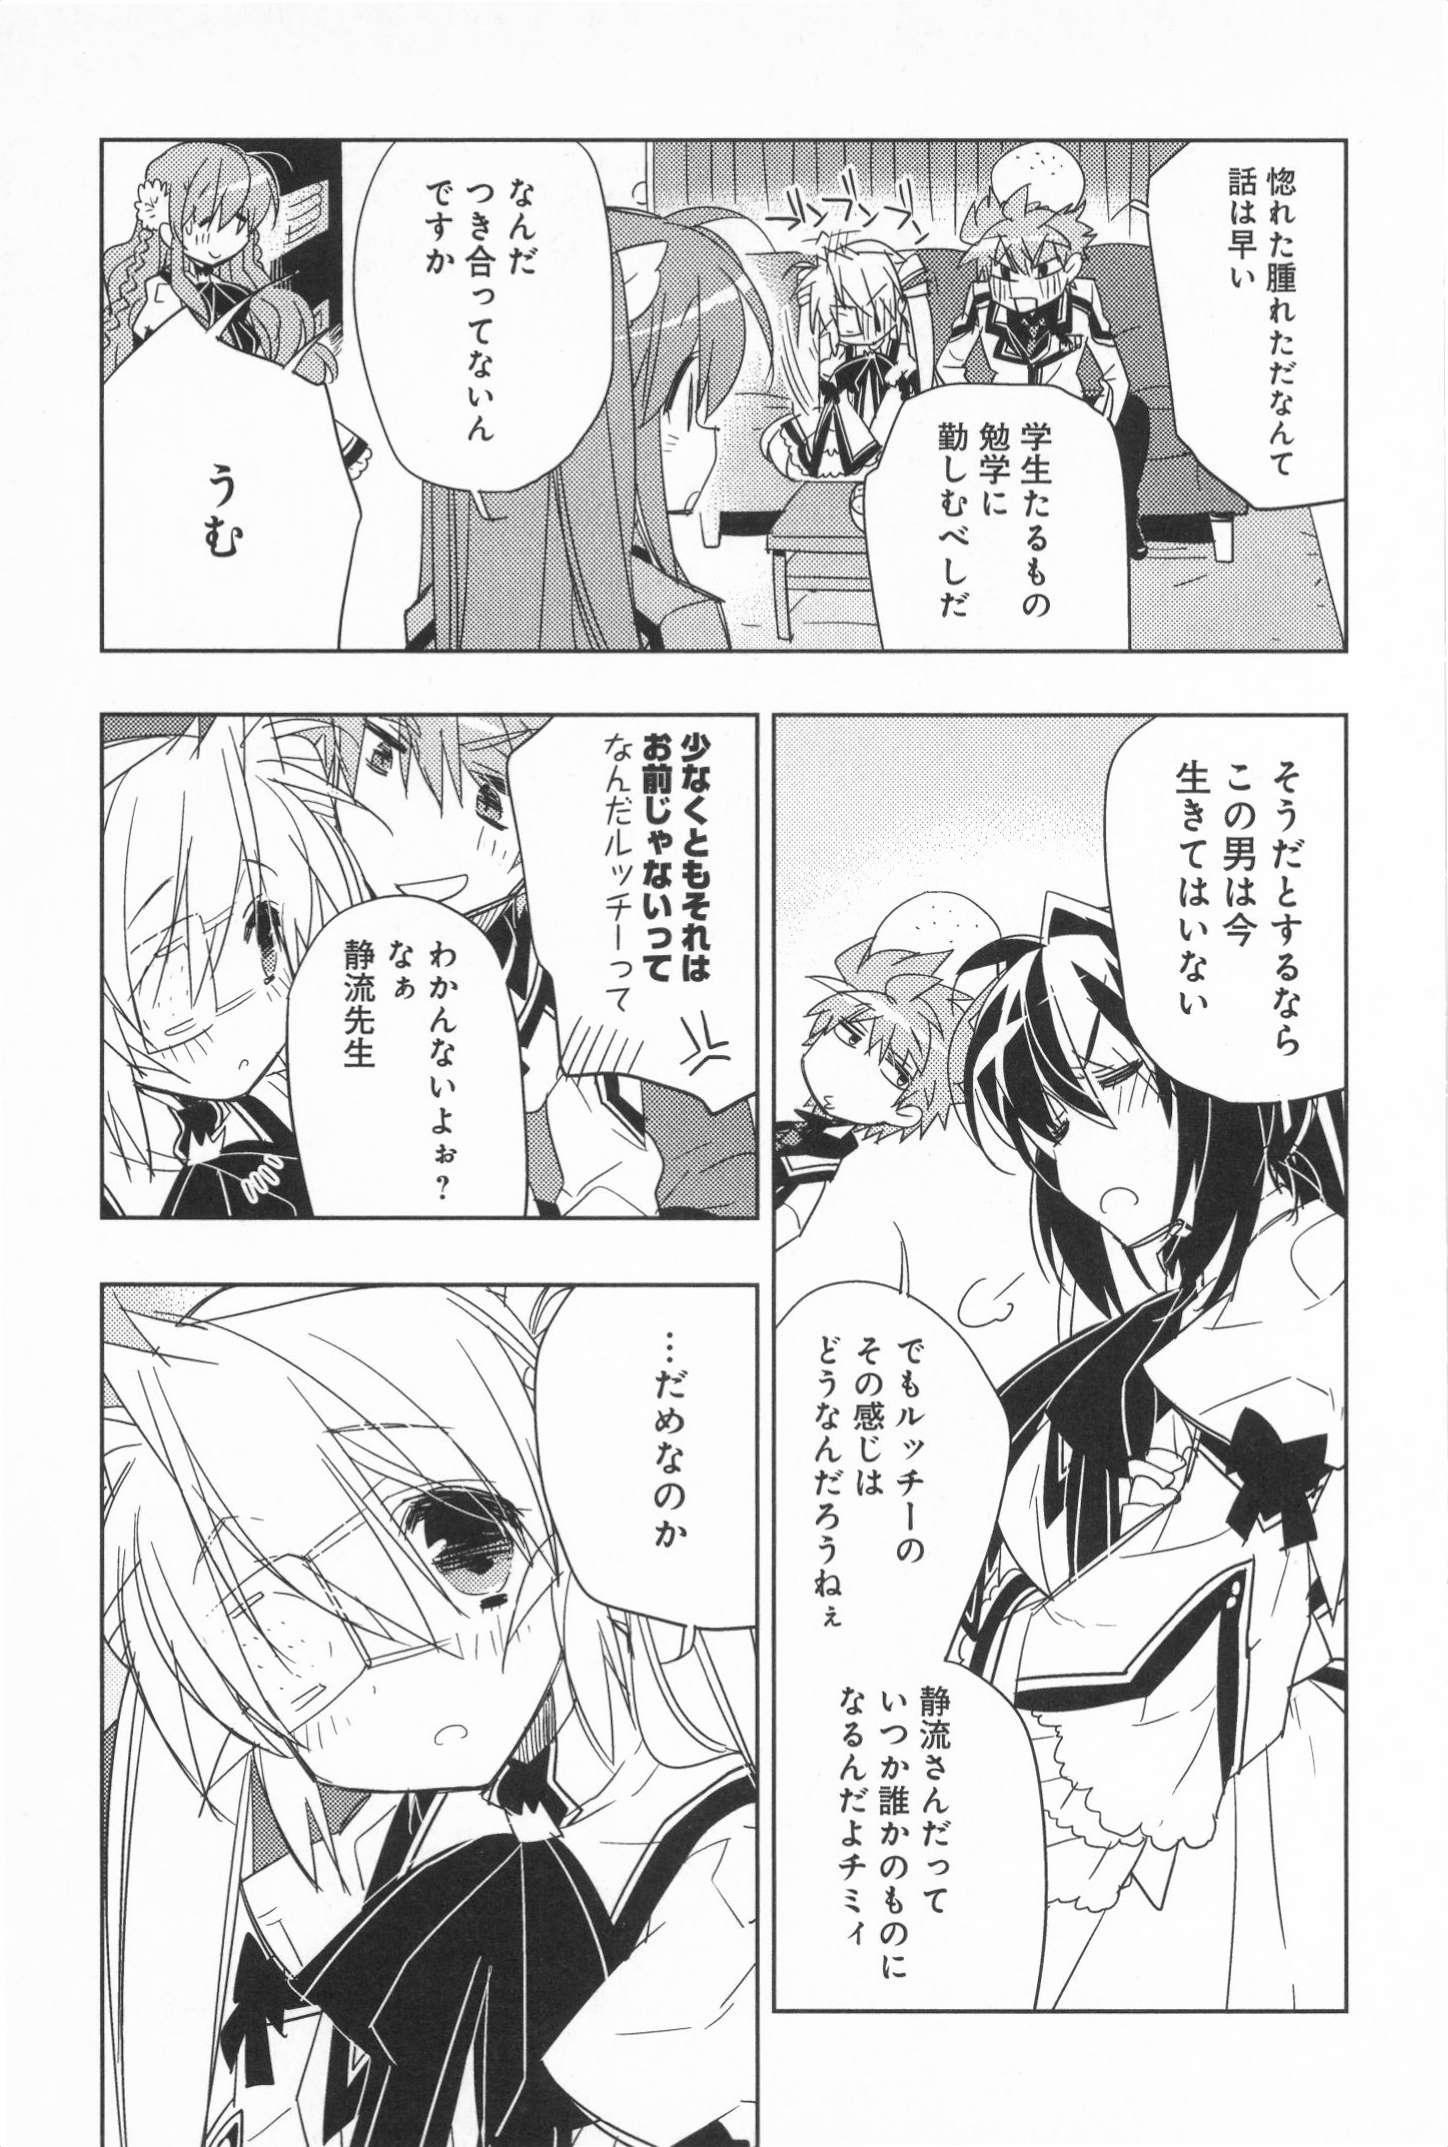 惚れた腫れただなんて
話は早い
学生たるもの
勉学に
勤しむべしだ
ブンブンブン
なんだ
つき合ってないん
ですか
うむ
そうだとするなら
この男は今
生きてはいない
でもルッチーの
その感じは
どうなんだろうねぇ
静流さんだって
いつか誰かのものに
なるんだよチミィ
少なくともそれは
お前じゃないって
なんだルッチーって
わかんないよぉ?
なぁ
静流先生
…だめなのか